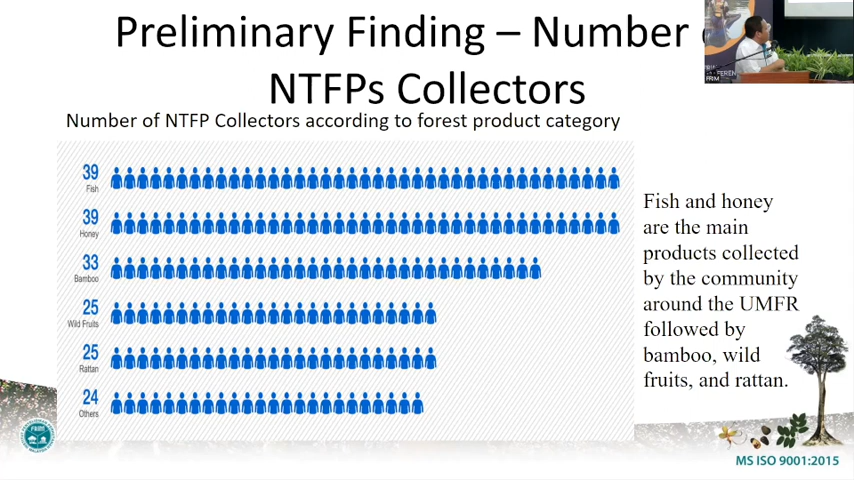 Preliminary Finding – Number
NTFPs Collectors
Number of NTFP Collectors according to forest product category
39
Fish
39
Honey
33
Bamboo
25
Wild Fruits
25
Rattan
24
Others
Fish and honey
are the main
products collected
by the community
around the UMFR
followed by
bamboo, wild
fruits, and rattan.
FRIM
FRIM
MS ISO 9001:2015